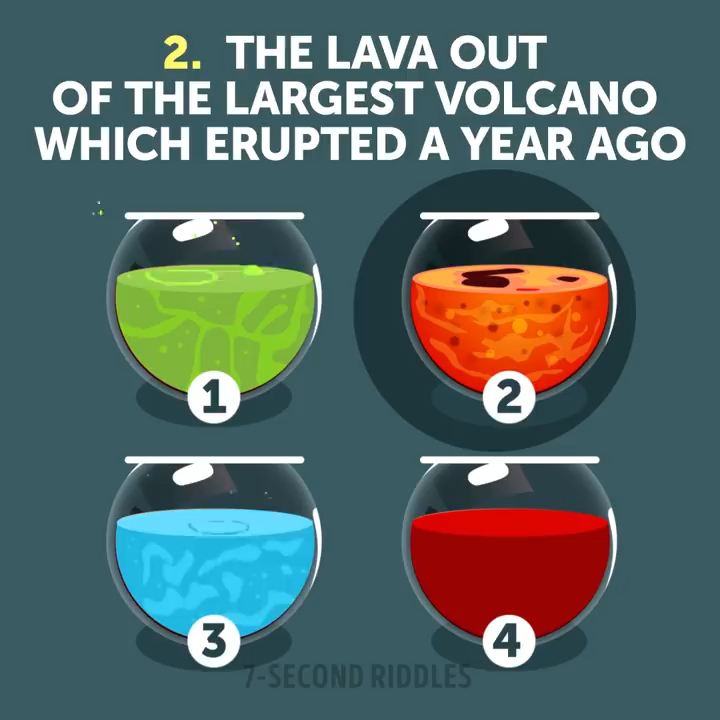 2. THE LAVA OUT
OF THE LARGEST VOLCANO
WHICH ERUPTED A YEAR AGO
1
2
3
4
7-SECOND RIDDLES